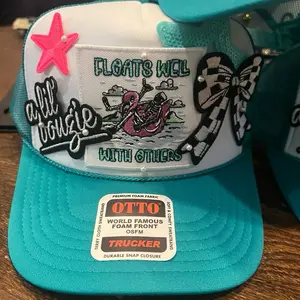 FLOATS WELL
a lil'
bougie
WITH OTHERS
PREMIUM FOAM FABRIC
OTTO
WORLD FAMOUS
FOAM FRONT
OSFM
TRUCKER
DURABLE SNAP CLOSURE